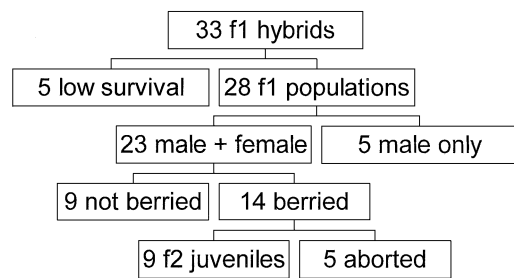 33 f1 hybrids
5 low survival
28 f1 populations
23 male + female
5 male only
9 not berried
14 berried
9 f2 juveniles
5 aborted